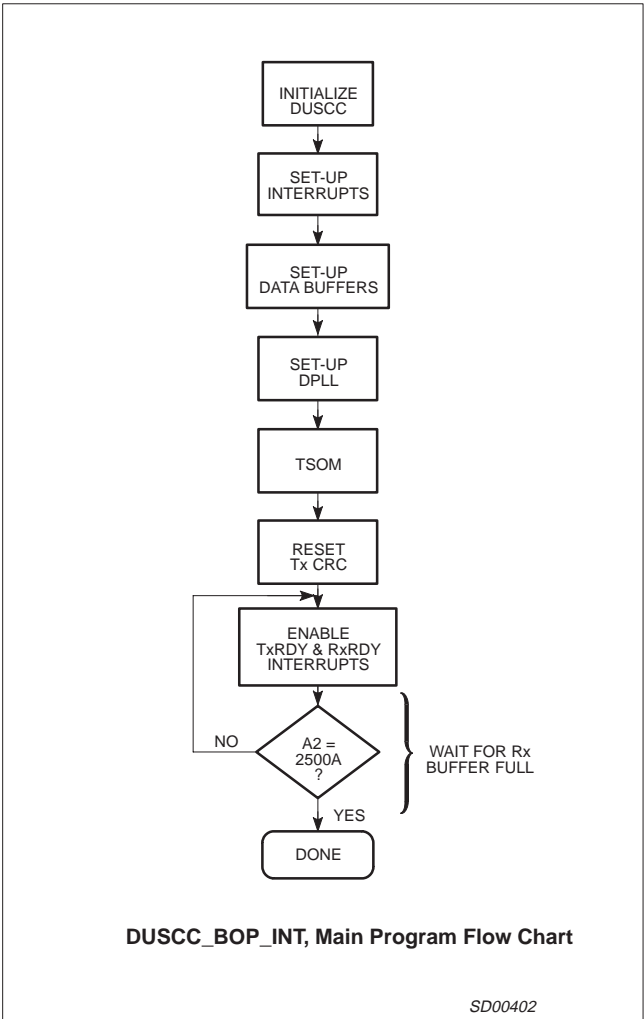 INITIALIZE
DUSCC
SET-UP
INTERRUPTS
SET-UP
DATA BUFFERS
SET-UP
DPLL
TSOM
RESET
Tx CRC
ENABLE
TxRDY & RxRDY
INTERRUPTS
NO
A2 =
2500A
?
WAIT FOR Rx
BUFFER FULL
YES
DONE
DUSCC_BOP_INT, Main Program Flow Chart
SD00402